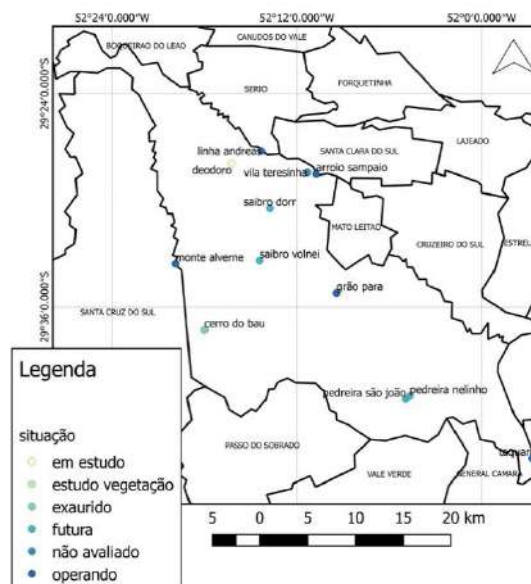 52°24'0.000"W 52°12'0.000"W 52°0'0.000"W
BOQUEIRAO DO LEAO
CANUDOS DO VALE
29°24'0.000"S
SERIO
FORQUETINHA
LAJEADO
linha andreas
SANTA CLARA DO SUL
deodoro
vila teresinha
arroio sampaio
saibro dorr
MATO LEITAO
CRUZEIRO DO SUL
ESTREL
monte alverne
saibro volnei
grão para
29°36'0.000"S
SANTA CRUZ DO SUL
cerro do bau
pedreira são joão
pedreira nelinho
PASSO DO SOBRADO
VALE VERDE
GENERAL CAMARA
taquar
Legenda
situação
em estudo
estudo vegetação
exaurido
futura
não avaliado
operando
5 0 5 10 15 20 km